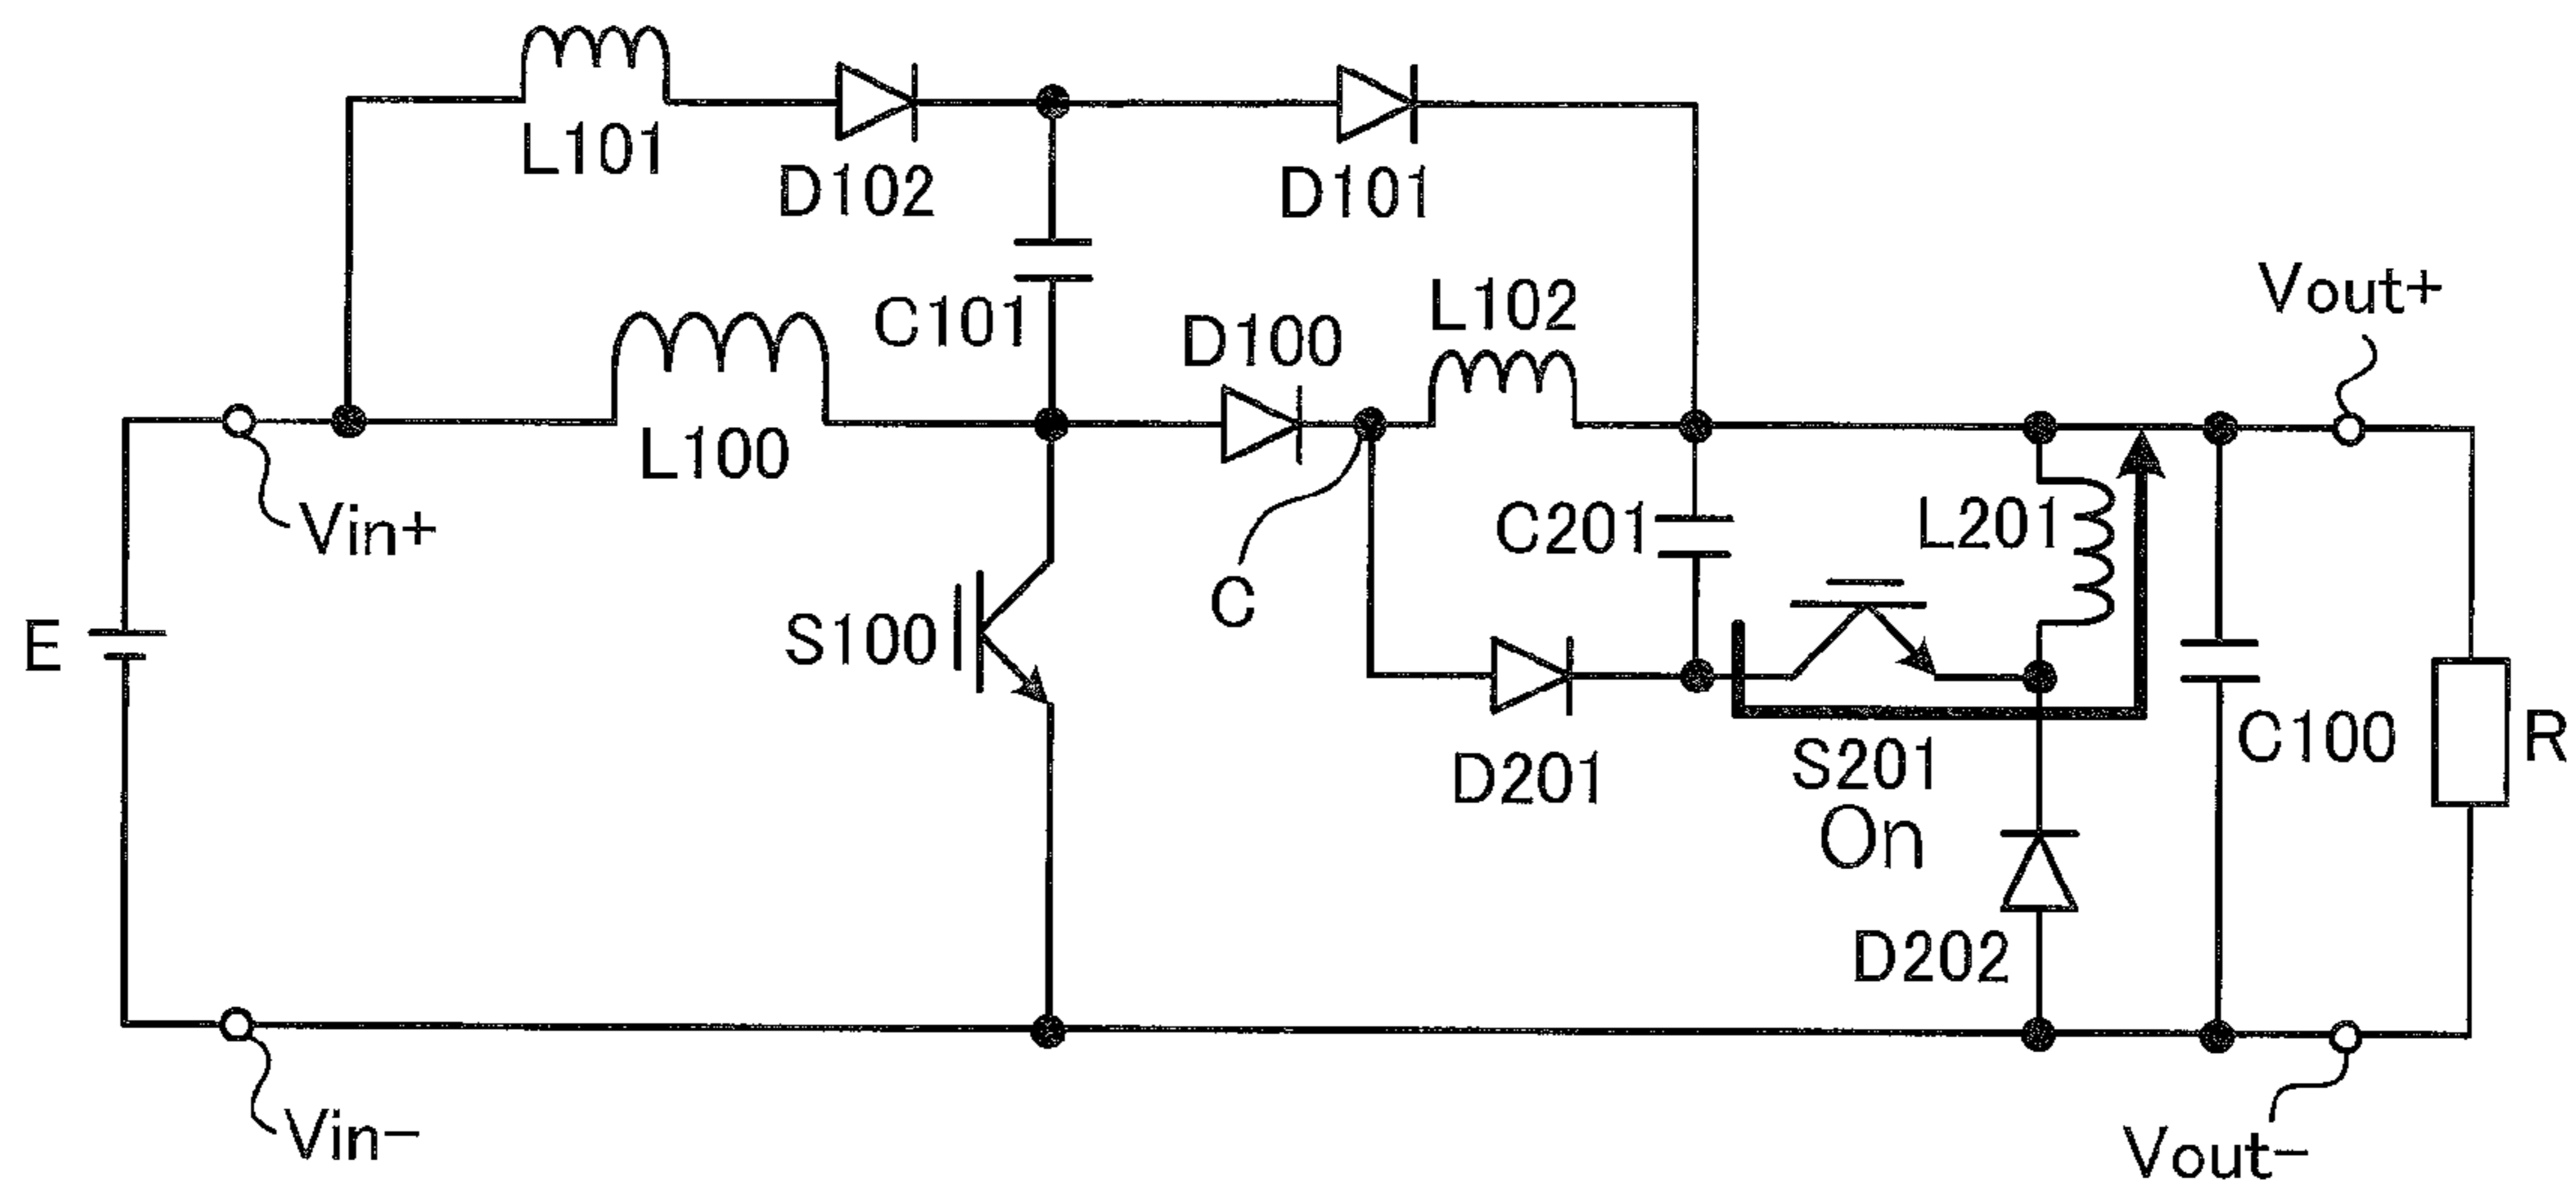 L101
D102
D101
C101
L102
D100
Vout+
L100
Vin+
C201
L201
C
E
S100
D201
S201
On
C100
R
D202
Vin−
Vout−